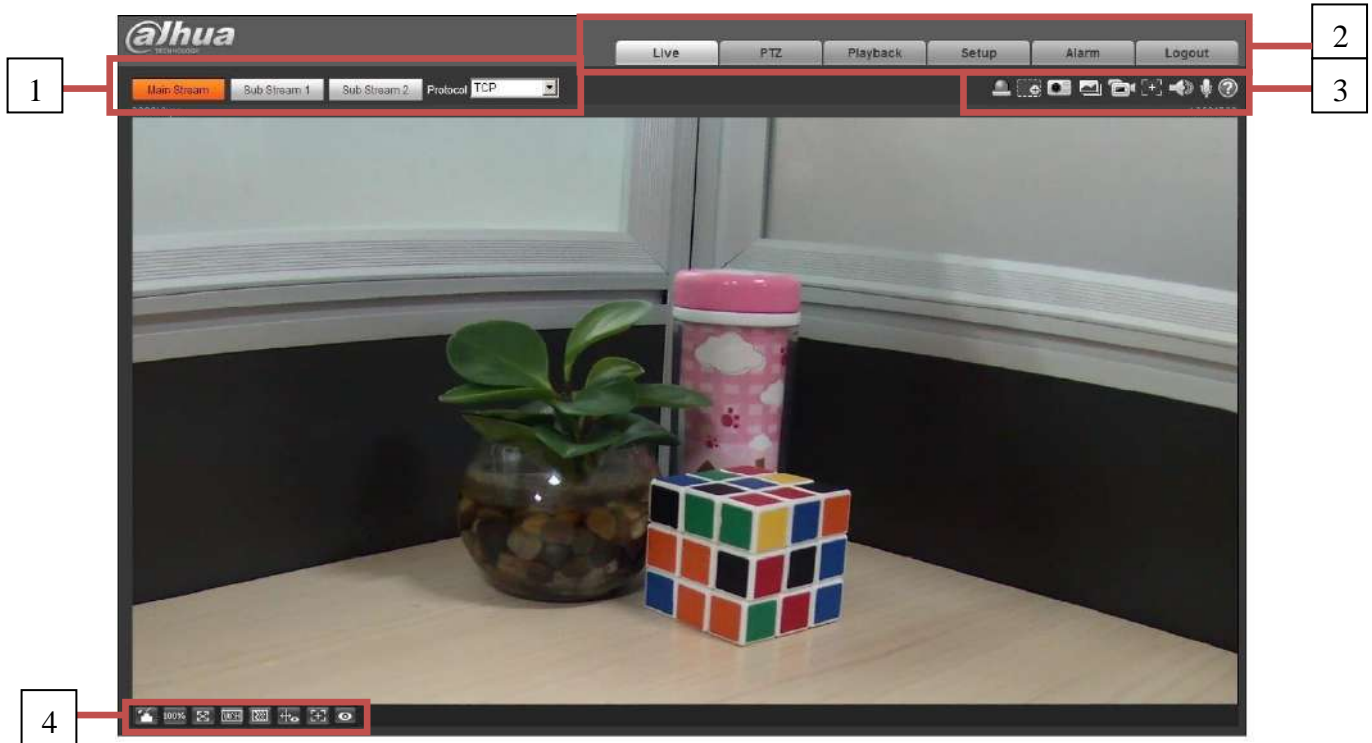 alhua
TECHNOLOGY
Live PTZ Playback Setup Alarm Logout
2
1
Main Stream Sub Stream 1 Sub Stream 2 Protocol TCP
3
100%
4